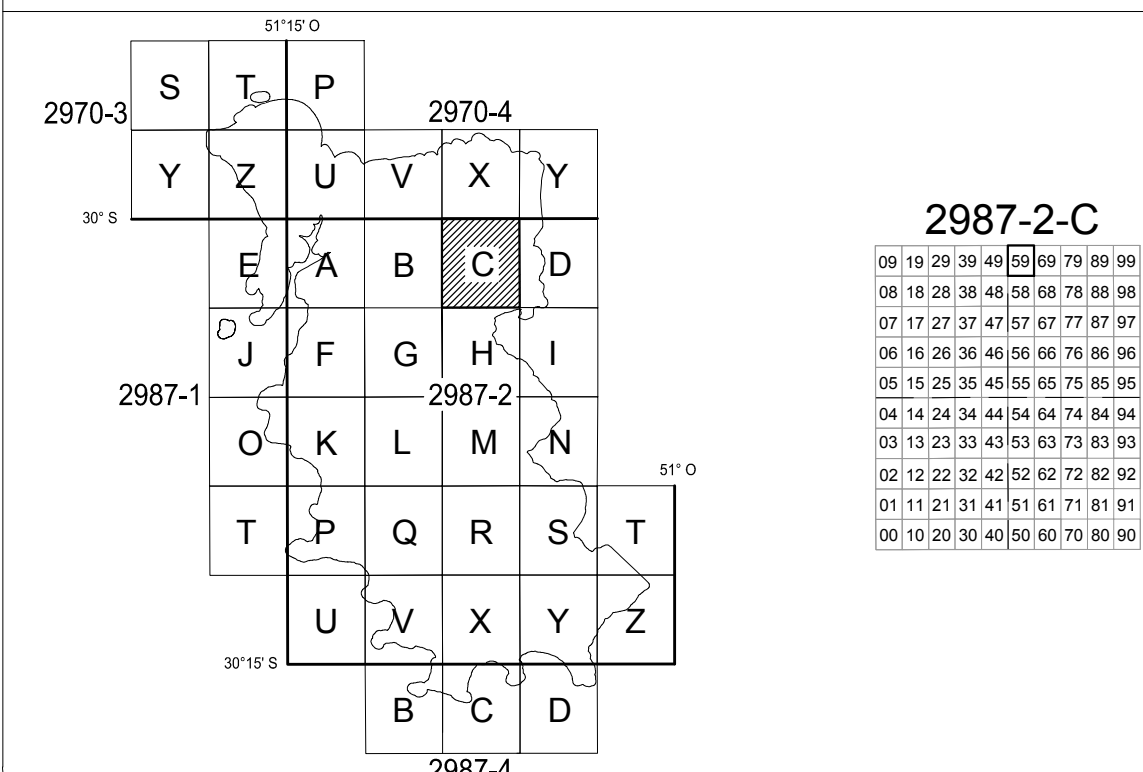 51°15' O
S T P
2970-3 2970-4
Y Z U V X Y
30° S
E A B C D
J F G H I
2987-1 2987-2
O K L M N
51° O
T P Q R S T
U V X Y Z
30°15' S
B C D
2987-4
2987-2-C
09 19 29 39 49 59 69 79 89 99
08 18 28 38 48 58 68 78 88 98
07 17 27 37 47 57 67 77 87 97
06 16 26 36 46 56 66 76 86 96
05 15 25 35 45 55 65 75 85 95
04 14 24 34 44 54 64 74 84 94
03 13 23 33 43 53 63 73 83 93
02 12 22 32 42 52 62 72 82 92
01 11 21 31 41 51 61 71 81 91
00 10 20 30 40 50 60 70 80 90